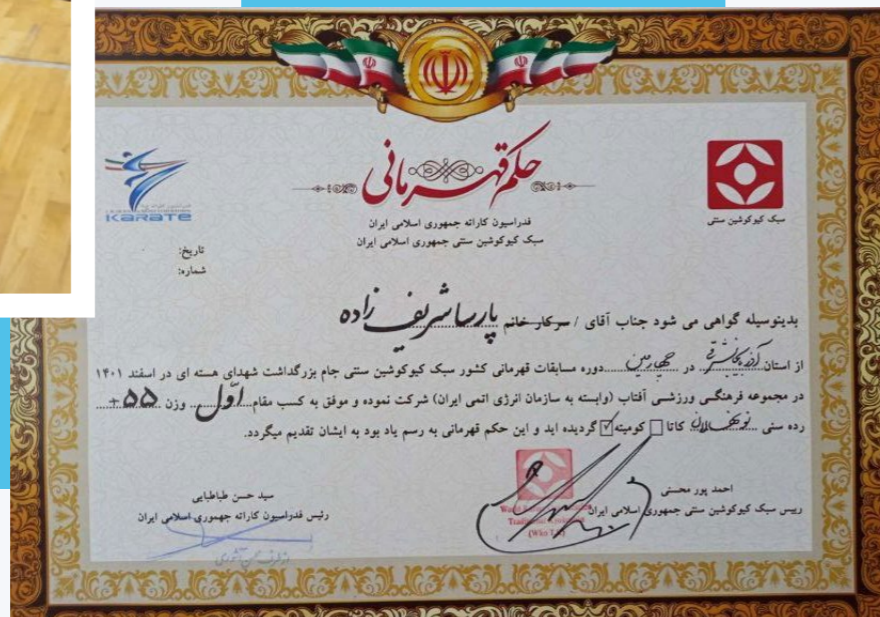 حکم قهرمانی
KARATE
سبک کیوکوشین سنتی
فدراسیون کاراته جمهوری اسلامی ایران
سبک کیوکوشین سنتی جمهوری اسلامی ایران
تاریخ:
شماره:
بدینوسیله گواهی می شود جناب آقای / سرکار خانم پارسا شریف زاده
از استان آذربایجان شرقی در چهارمین دوره مسابقات قهرمانی کشور سبک کیوکوشین سنتی جام بزرگداشت شهدای هسته ای در اسفند ۱۴۰۱
در مجموعه فرهنگی ورزشی آفتاب (وابسته به سازمان انرژی اتمی ایران) شرکت نموده و موفق به کسب مقام اول وزن ۵۵+
رده سنی نونهالان کاتا کومیته گردیده اید و این حکم قهرمانی به رسم یاد بود به ایشان تقدیم میگردد.
احمد پور محسنی
رییس سبک کیوکوشین سنتی جمهوری اسلامی ایران
سید حسن طباطبایی
رئیس فدراسیون کاراته جهموری اسلامی ایران